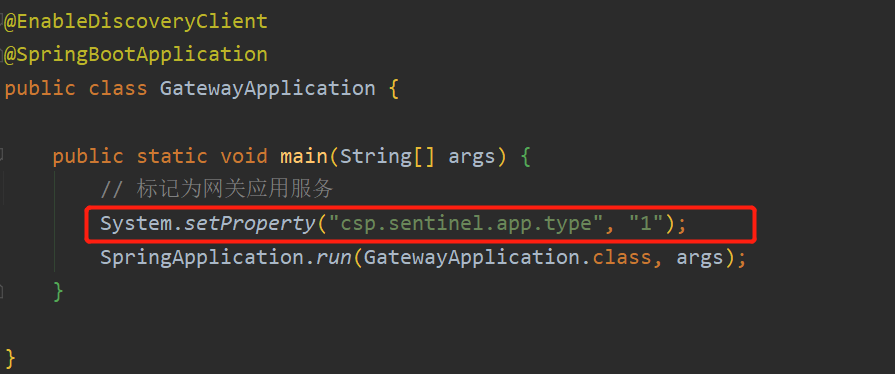 @EnableDiscoveryClient
@SpringBootApplication
public class GatewayApplication {
public static void main(String[] args) {
// 标记为网关应用服务
System.setProperty("csp.sentinel.app.type", "1");
SpringApplication.run(GatewayApplication.class, args);
}
}